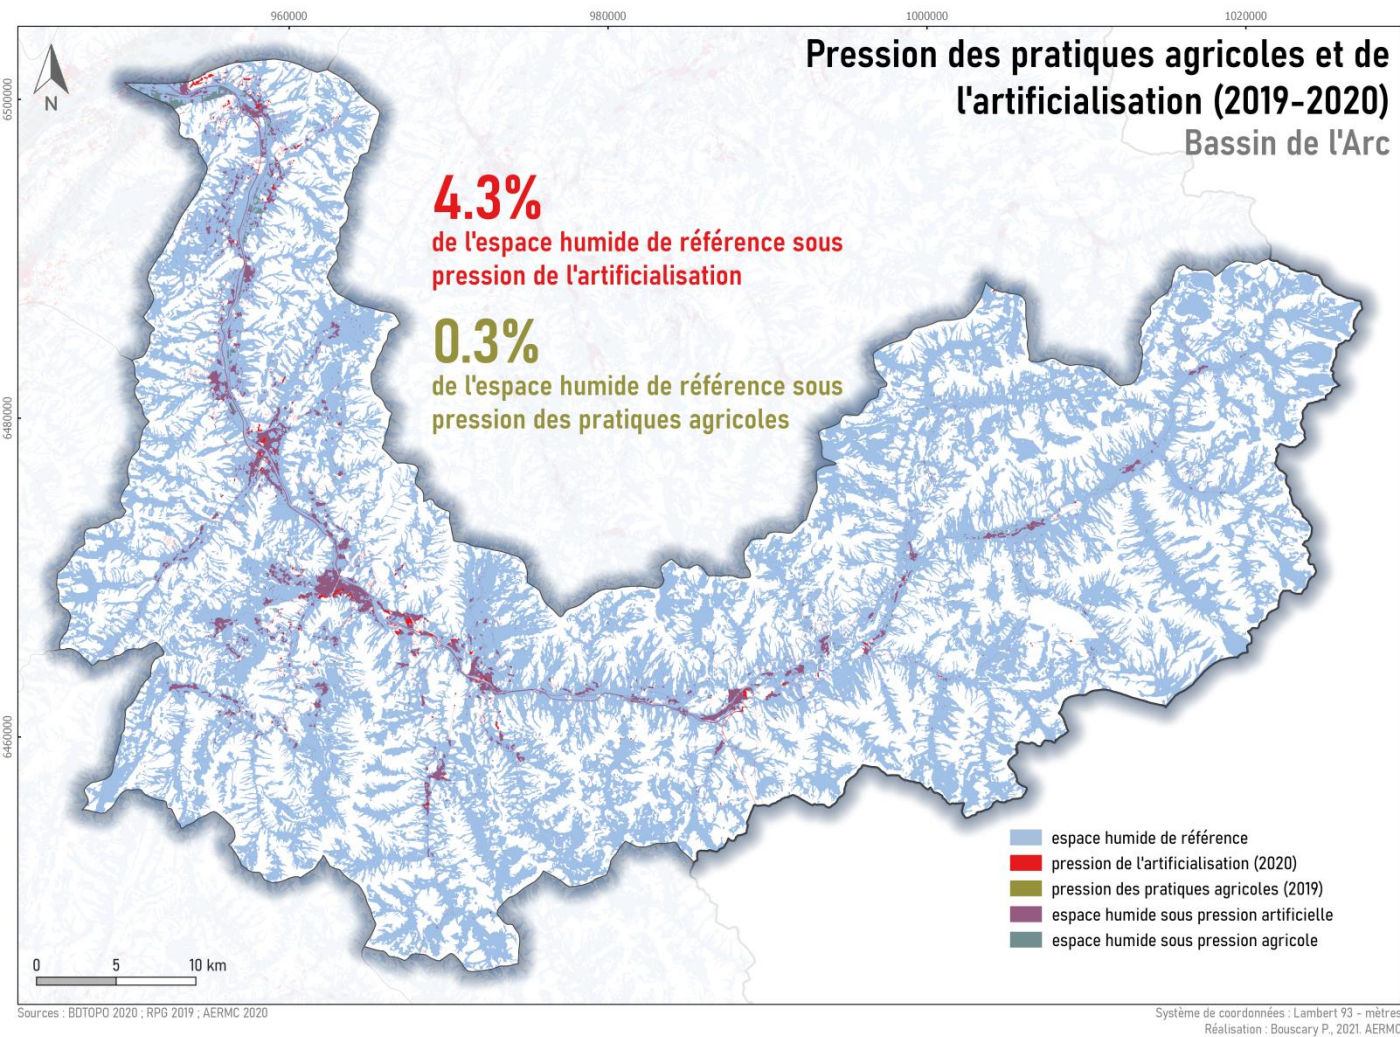 960000
980000
1000000
1020000
Pression des pratiques agricoles et de
l'artificialisation (2019-2020)
Bassin de l'Arc
N
6500000
4.3%
de l'espace humide de référence sous
pression de l'artificialisation
0.3%
de l'espace humide de référence sous
pression des pratiques agricoles
6480000
6460000
espace humide de référence
pression de l'artificialisation (2020)
pression des pratiques agricoles (2019)
espace humide sous pression artificielle
espace humide sous pression agricole
0 5 10 km
Sources : BDTOPO 2020 ; RPG 2019 ; AERMC 2020
Système de coordonnées : Lambert 93 - mètres
Réalisation : Bouscary P., 2021. AERMC